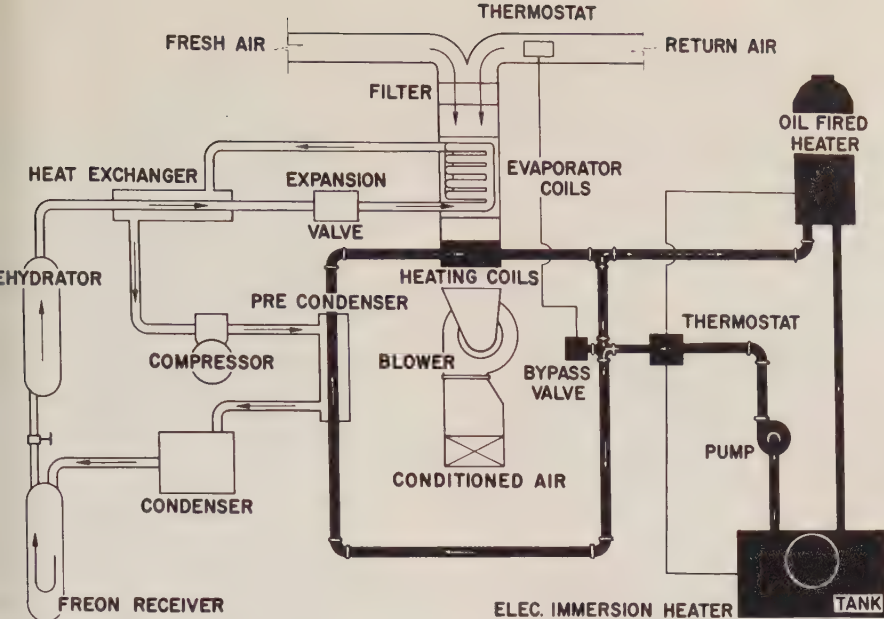 THERMOSTAT
FRESH AIR
RETURN AIR
FILTER
OIL FIRED
HEATER
HEAT EXCHANGER
EXPANSION
VALVE
EVAPORATOR
COILS
EHYDRATOR
HEATING COILS
PRE CONDENSER
THERMOSTAT
COMPRESSOR
BLOWER
BYPASS
VALVE
PUMP
CONDITIONED AIR
CONDENSER
FREON RECEIVER
ELEC. IMMERSION HEATER
TANK